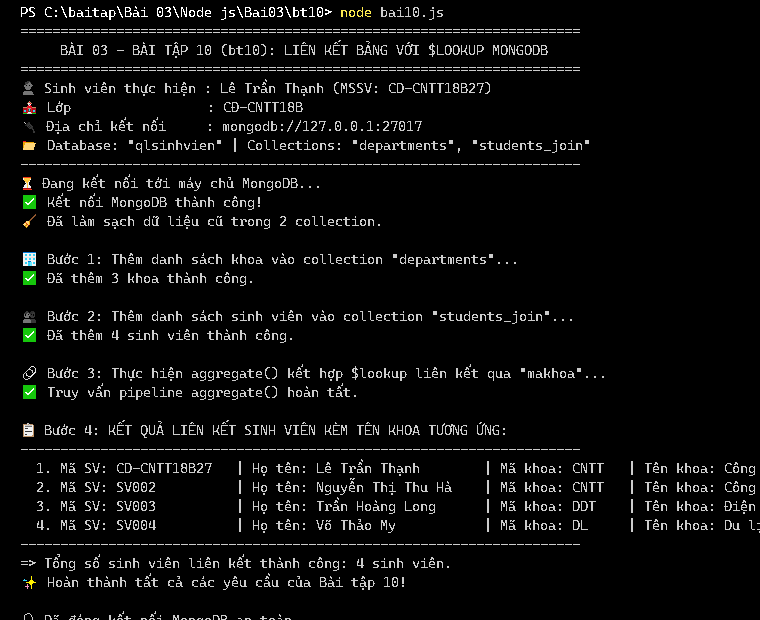 PS C:\baitap\Bài 03\Node js\Bai03\bt10> node bai10.js
======================================================================
BÀI 03 – BÀI TẬP 10 (bt10): LIÊN KẾT BẢNG VỚI $LOOKUP MONGODB
======================================================================
Sinh viên thực hiện : Lê Trần Thạnh (MSSV: CD-CNTT18B27)
Lớp : CĐ-CNTT18B
Địa chỉ kết nối : mongodb://127.0.0.1:27017
Database: "qlsinhvien" | Collections: "departments", "students_join"
----------------------------------------------------------------------
Đang kết nối tới máy chủ MongoDB...
Kết nối MongoDB thành công!
Đã làm sạch dữ liệu cũ trong 2 collection.
Bước 1: Thêm danh sách khoa vào collection "departments"...
Đã thêm 3 khoa thành công.
Bước 2: Thêm danh sách sinh viên vào collection "students_join"...
Đã thêm 4 sinh viên thành công.
Bước 3: Thực hiện aggregate() kết hợp $lookup liên kết qua "makhoa"...
Truy vấn pipeline aggregate() hoàn tất.
Bước 4: KẾT QUẢ LIÊN KẾT SINH VIÊN KÈM TÊN KHOA TƯƠNG ỨNG:
----------------------------------------------------------------------
1. Mã SV: CD-CNTT18B27 | Họ tên: Lê Trần Thạnh | Mã khoa: CNTT | Tên khoa: Công
2. Mã SV: SV002 | Họ tên: Nguyễn Thị Thu Hà | Mã khoa: CNTT | Tên khoa: Công
3. Mã SV: SV003 | Họ tên: Trần Hoàng Long | Mã khoa: DDT | Tên khoa: Điện
4. Mã SV: SV004 | Họ tên: Võ Thảo My | Mã khoa: DL | Tên khoa: Du
----------------------------------------------------------------------
=> Tổng số sinh viên liên kết thành công: 4 sinh viên.
Hoàn thành tất cả các yêu cầu của Bài tập 10!
Đã đóng kết nối MongoDB an toàn